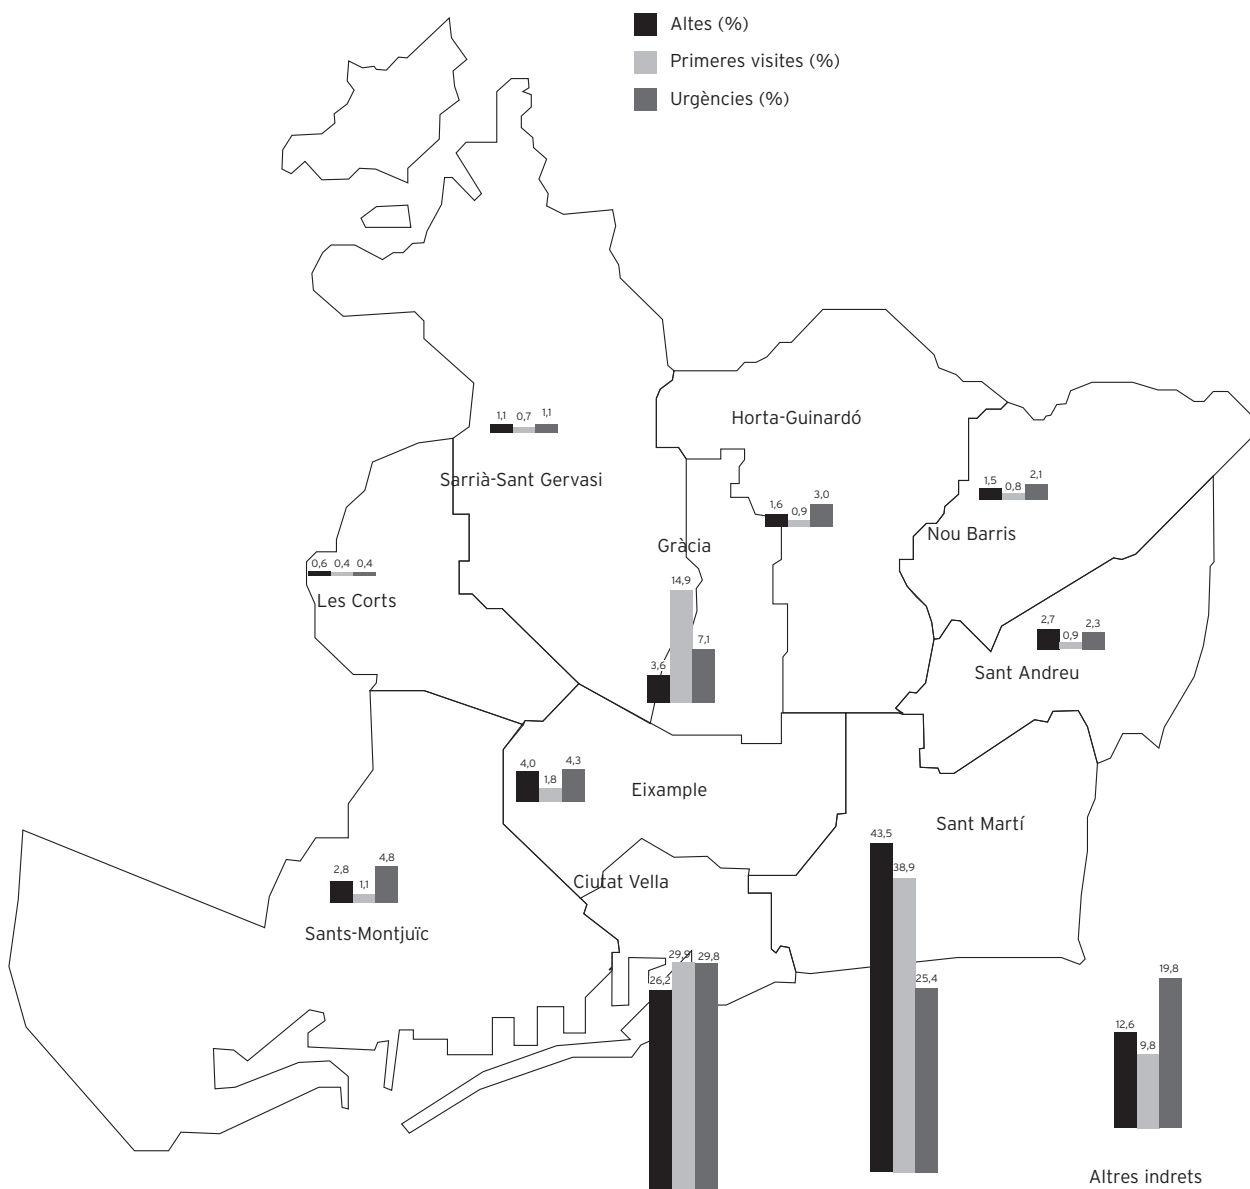 Altes (%)
Primeres visites (%)
Urgències (%)
1,1 0,7 1,1
Sarrià-Sant Gervasi
Horta-Guinardó
1,6 0,9 3,0
1,5 0,8 2,1
Nou Barris
Gràcia
3,6 14,9 7,1
0,6 0,4 0,4
Les Corts
2,7 0,9 2,3
Sant Andreu
4,0 1,8 4,3
Eixample
Sant Martí
43,5 38,9 25,4
2,8 1,1 4,8
Sants-Montjuïc
Ciutat Vella
26,2 29,9 29,8
12,6 9,8 19,8
Altres indrets